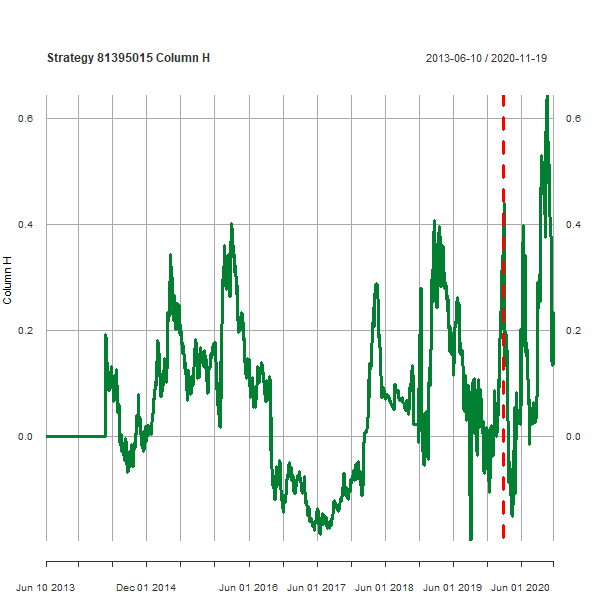 Strategy 81395015 Column H
2013-06-10 / 2020-11-19
0.6
0.6
0.4
0.4
Column H
0.2
0.2
0.0
0.0
Jun 10 2013
Dec 01 2014
Jun 01 2016
Jun 01 2017
Jun 01 2018
Jun 01 2019
Jun 01 2020